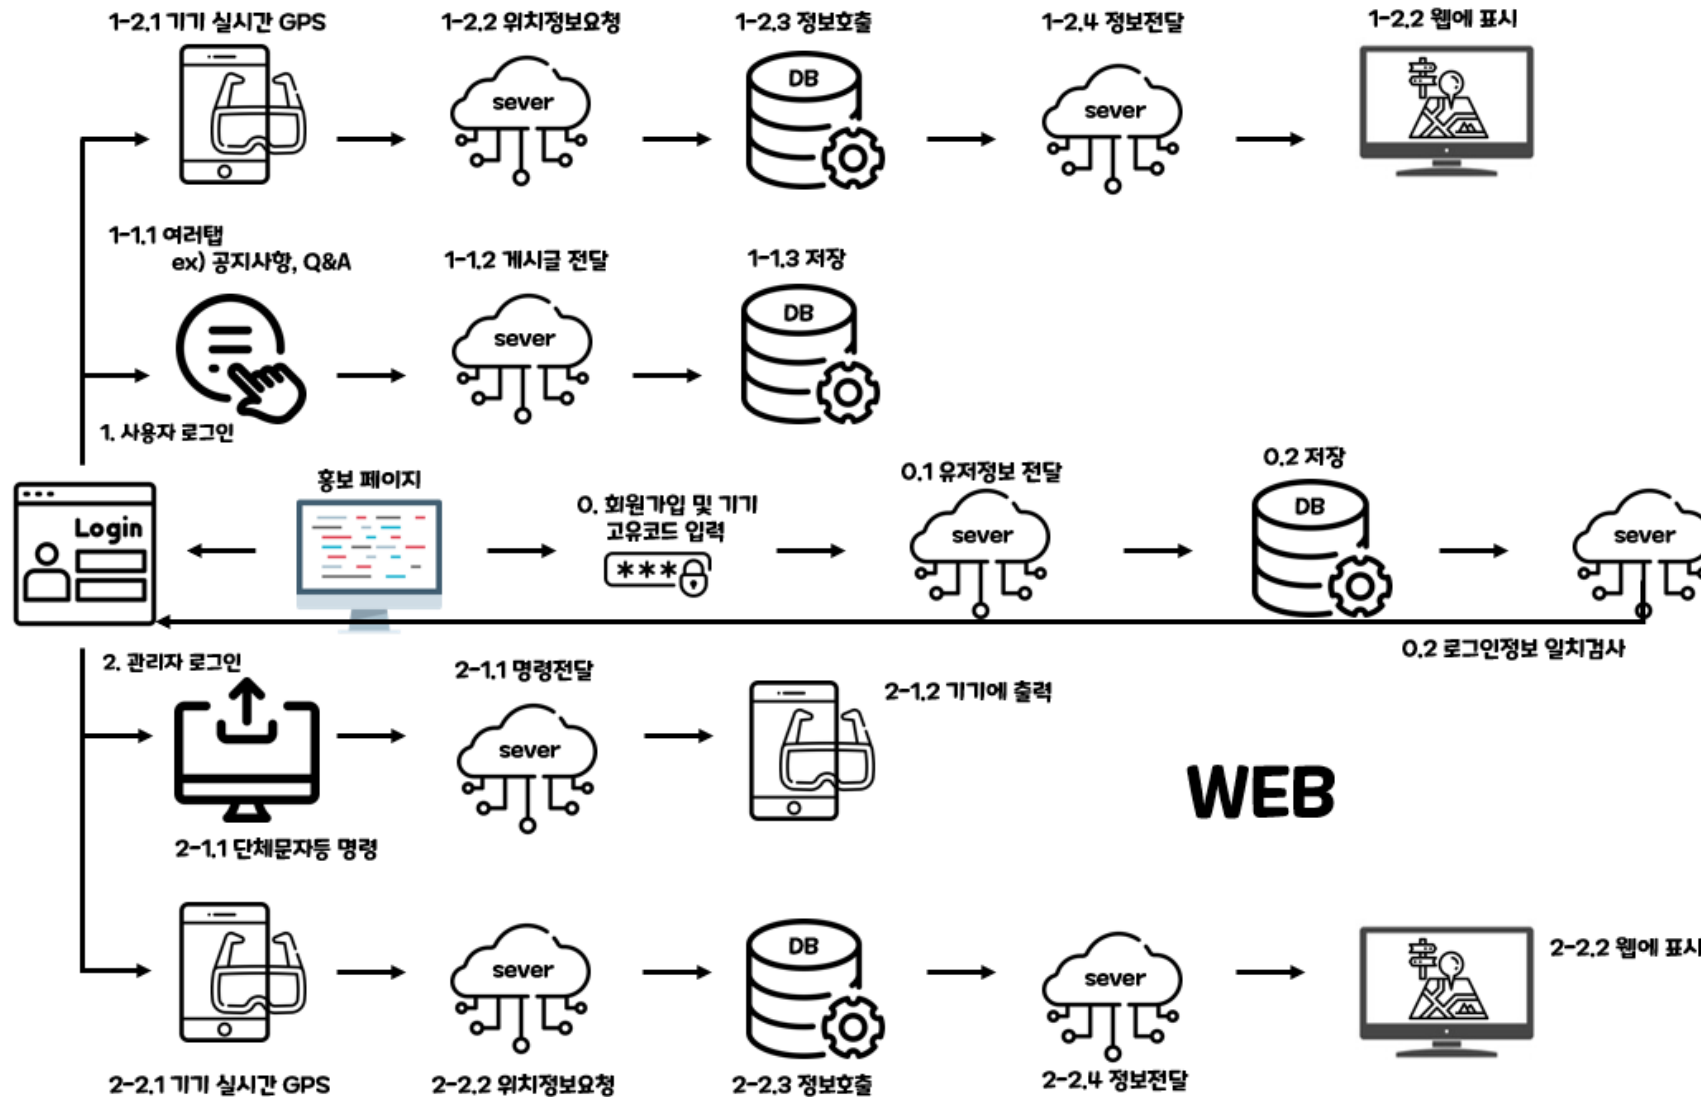 1-2.1 기기 실시간 GPS
1-2.2 위치정보요청
1-2.3 정보호출
1-2.4 정보전달
1-2.2 웹에 표시
sever
DB
sever
1-1.1 여러탭
ex) 공지사항, Q&A
1-1.2 게시글 전달
1-1.3 저장
sever
DB
1. 사용자 로그인
Login
홍보 페이지
0. 회원가입 및 기기
고유코드 입력
***
0.1 유저정보 전달
sever
0.2 저장
DB
sever
0.2 로그인정보 일치검사
2. 관리자 로그인
2-1.1 명령전달
sever
2-1.2 기기에 출력
2-1.1 단체문자등 명령
WEB
sever
DB
sever
2-2.2 웹에 표시
2-2.1 기기 실시간 GPS
2-2.2 위치정보요청
2-2.3 정보호출
2-2.4 정보전달